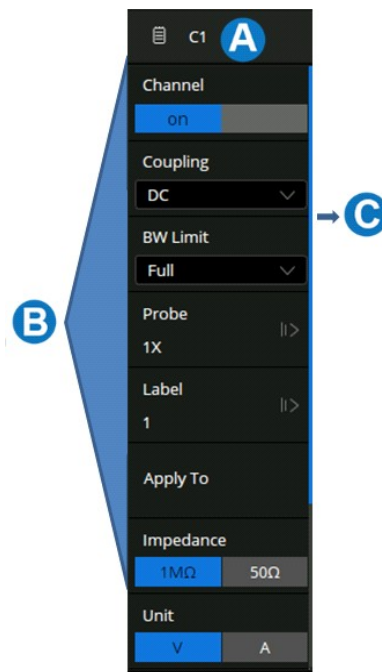 C1 A
Channel
on
Coupling
DC
C
BW Limit
Full
B
Probe
1X
Label
1
Apply To
Impedance
1MΩ 50Ω
Unit
V A